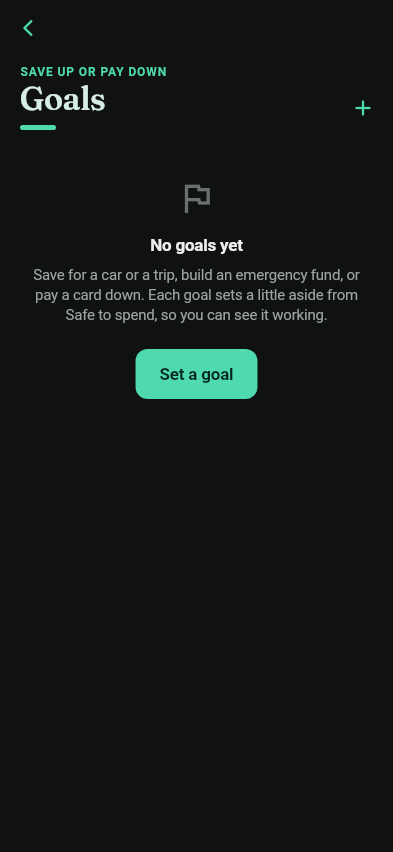 SAVE UP OR PAY DOWN
Goals
No goals yet
Save for a car or a trip, build an emergency fund, or
pay a card down. Each goal sets a little aside from
Safe to spend, so you can see it working.
Set a goal